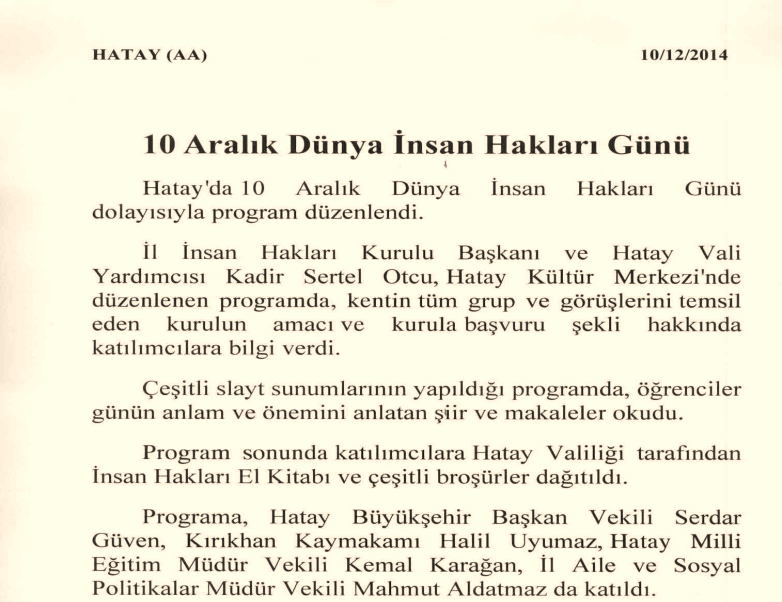 HATAY (AA) 10/12/2014
10 Aralık Dünya İnsan Hakları Günü
Hatay'da 10 Aralık Dünya İnsan Hakları Günü
dolayısıyla program düzenlendi.
İl İnsan Hakları Kurulu Başkanı ve Hatay Vali
Yardımcısı Kadir Sertel Otcu, Hatay Kültür Merkezi'nde
düzenlenen programda, kentin tüm grup ve görüşlerini temsil
eden kurulun amacı ve kurula başvuru şekli hakkında
katılımcılara bilgi verdi.
Çeşitli slayt sunumlarının yapıldığı programda, öğrenciler
günün anlam ve önemini anlatan şiir ve makaleler okudu.
Program sonunda katılımcılara Hatay Valiliği tarafından
İnsan Hakları El Kitabı ve çeşitli broşürler dağıtıldı.
Programa, Hatay Büyükşehir Başkan Vekili Serdar
Güven, Kırıkhan Kaymakamı Halil Uyumaz, Hatay Milli
Eğitim Müdür Vekili Kemal Karağan, İl Aile ve Sosyal
Politikalar Müdür Vekili Mahmut Aldatmaz da katıldı.